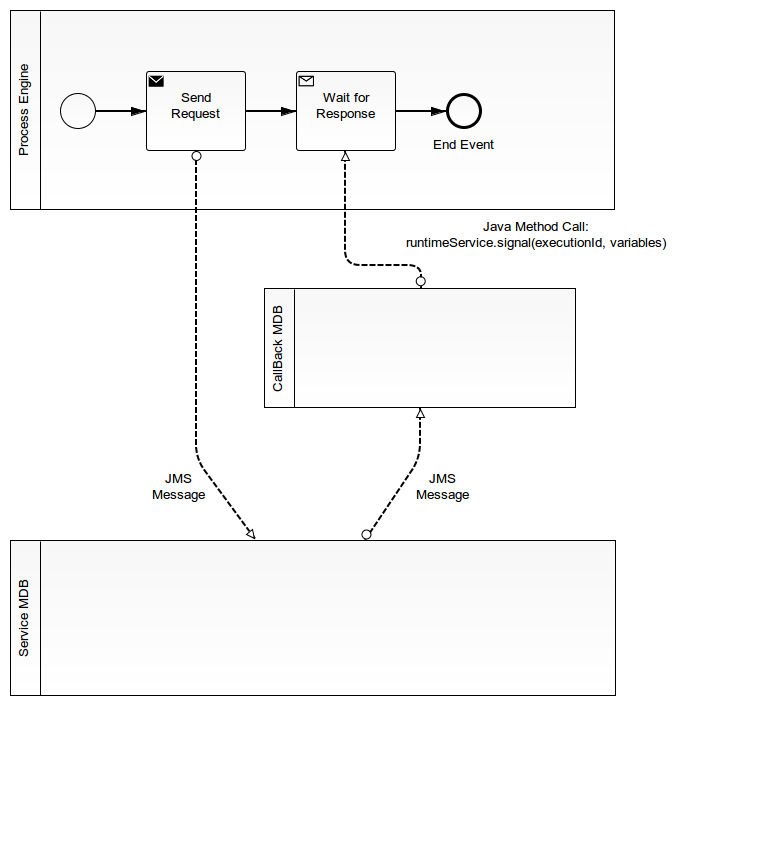 Process Engine
Send
Request
Wait for
Response
End Event
Java Method Call:
runtimeService.signal(executionId, variables)
CallBack MDB
JMS
Message
JMS
Message
Service MDB